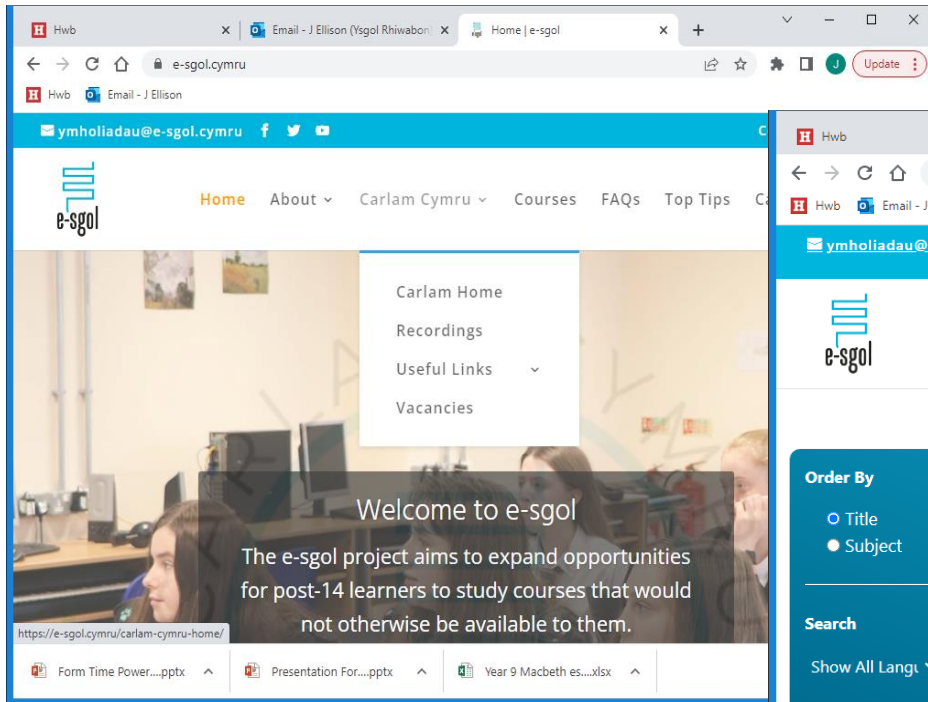 Hwb
Email - J Ellison (Ysgol Rhiwabon)
Home | e-sgol
e-sgol.cymru
Update
Hwb
Email - J Ellison
ymholiadau@e-sgol.cymru
C
e-sgol
Home
About
Carlam Cymru
Courses
FAQs
Top Tips
Ca
Carlam Home
Recordings
Useful Links
Vacancies
Welcome to e-sgol
The e-sgol project aims to expand opportunities
for post-14 learners to study courses that would
not otherwise be available to them.
https://e-sgol.cymru/carlam-cymru-home/
Form Time Power....pptx
Presentation For....pptx
Year 9 Macbeth es....xlsx
Hwb
Hwb
Email - J
ymholiadau@
e-sgol
Order By
Title
Subject
Search
Show All Langu